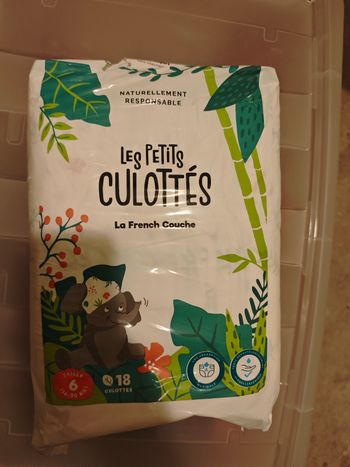 NATURELLEMENT
RESPONSABLE
LES PETITS
CULOTTÉS
La French Couche
TAILLE
6
18
CULOTTES